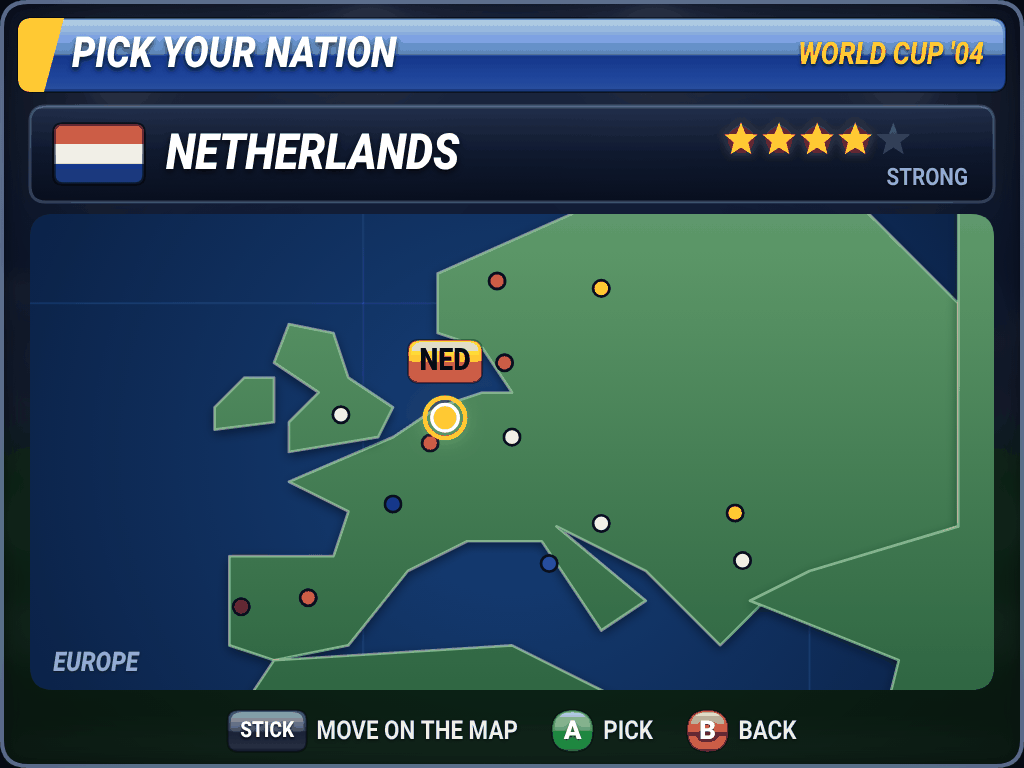 PICK YOUR NATION
WORLD CUP '04
NETHERLANDS
STRONG
NED
EUROPE
STICK MOVE ON THE MAP A PICK B BACK